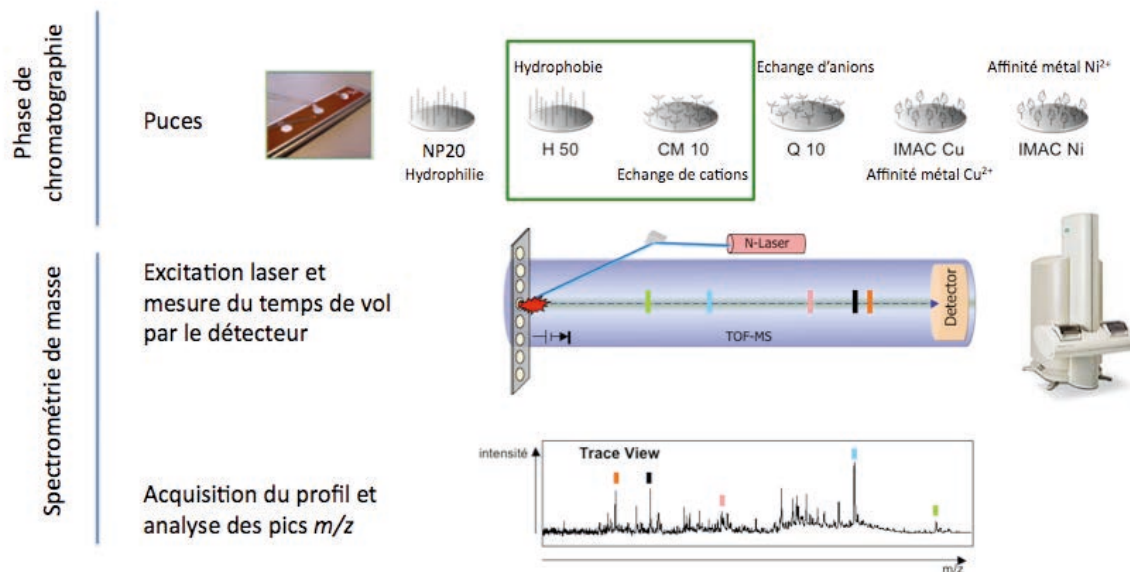 Phase de
chromatographie
Puces
Hydrophobie
Echange d'anions
Affinité métal Ni²⁺
NP20
H 50
CM 10
Q 10
IMAC Cu
IMAC Ni
Hydrophilie
Echange de cations
Affinité métal Cu²⁺
Spectrométrie de masse
Excitation laser et
mesure du temps de vol
par le détecteur
N-Laser
Detector
TOF-MS
Acquisition du profil et
analyse des pics m/z
intensité
Trace View
m/z